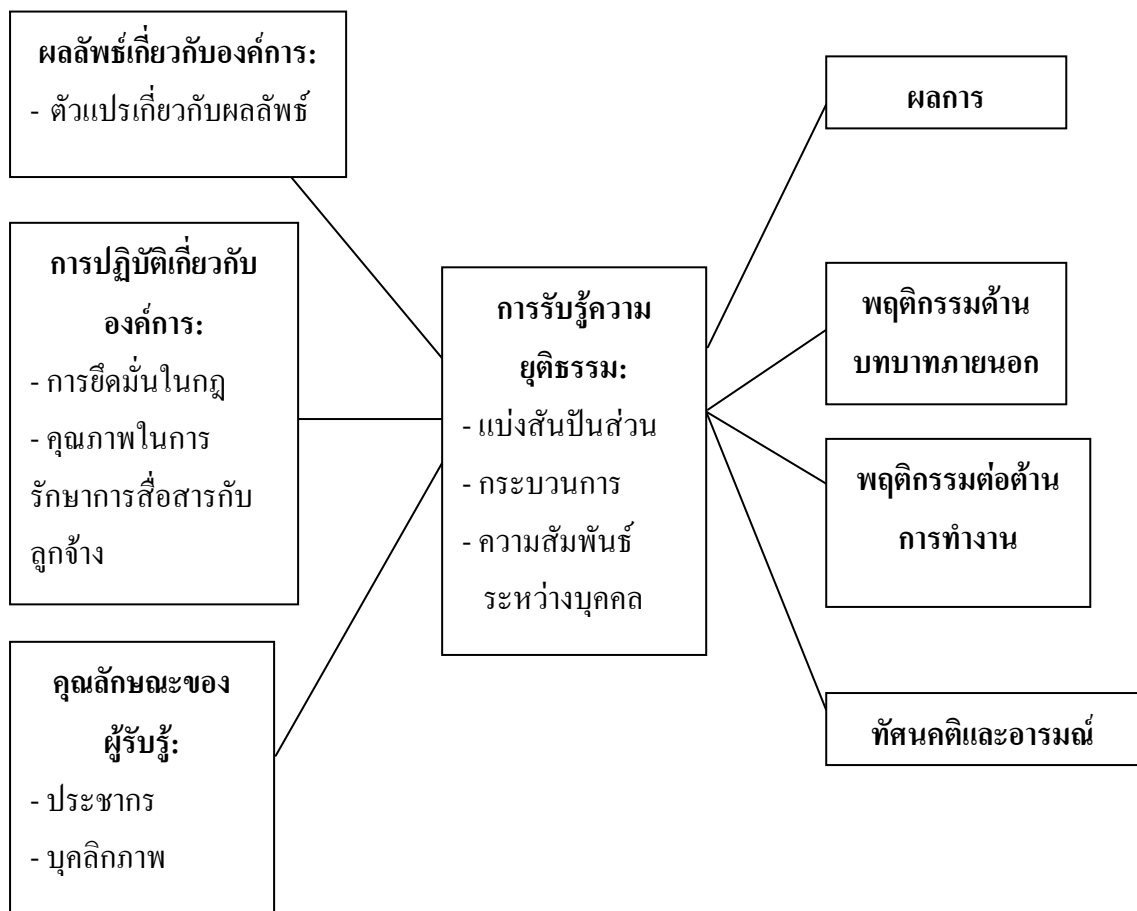 ผลลัพธ์เกี่ยวกับองค์การ:
- ตัวแปรเกี่ยวกับผลลัพธ์
การปฏิบัติเกี่ยวกับ
องค์การ:
- การยึดมั่นในกฎ
- คุณภาพในการ
รักษาการสื่อสารกับ
ลูกจ้าง
คุณลักษณะของ
ผู้รับรู้:
- ประชากร
- บุคลิกภาพ
การรับรู้ความ
ยุติธรรม:
- แบ่งสันปันส่วน
- กระบวนการ
- ความสัมพันธ์
ระหว่างบุคคล
ผลการ
พฤติกรรมด้าน
บทบาทภายนอก
พฤติกรรมต่อต้าน
การทำงาน
ทัศนคติและอารมณ์